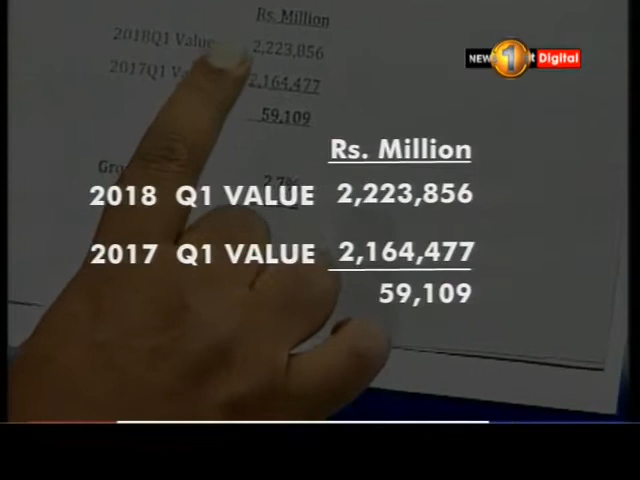 Rs. Million
2018Q1 Value 2,223,856
2017Q1 2,164,477
59,109
NEWS 1st Digital
Rs. Million
2018 Q1 VALUE 2,223,856
2017 Q1 VALUE 2,164,477
59,109